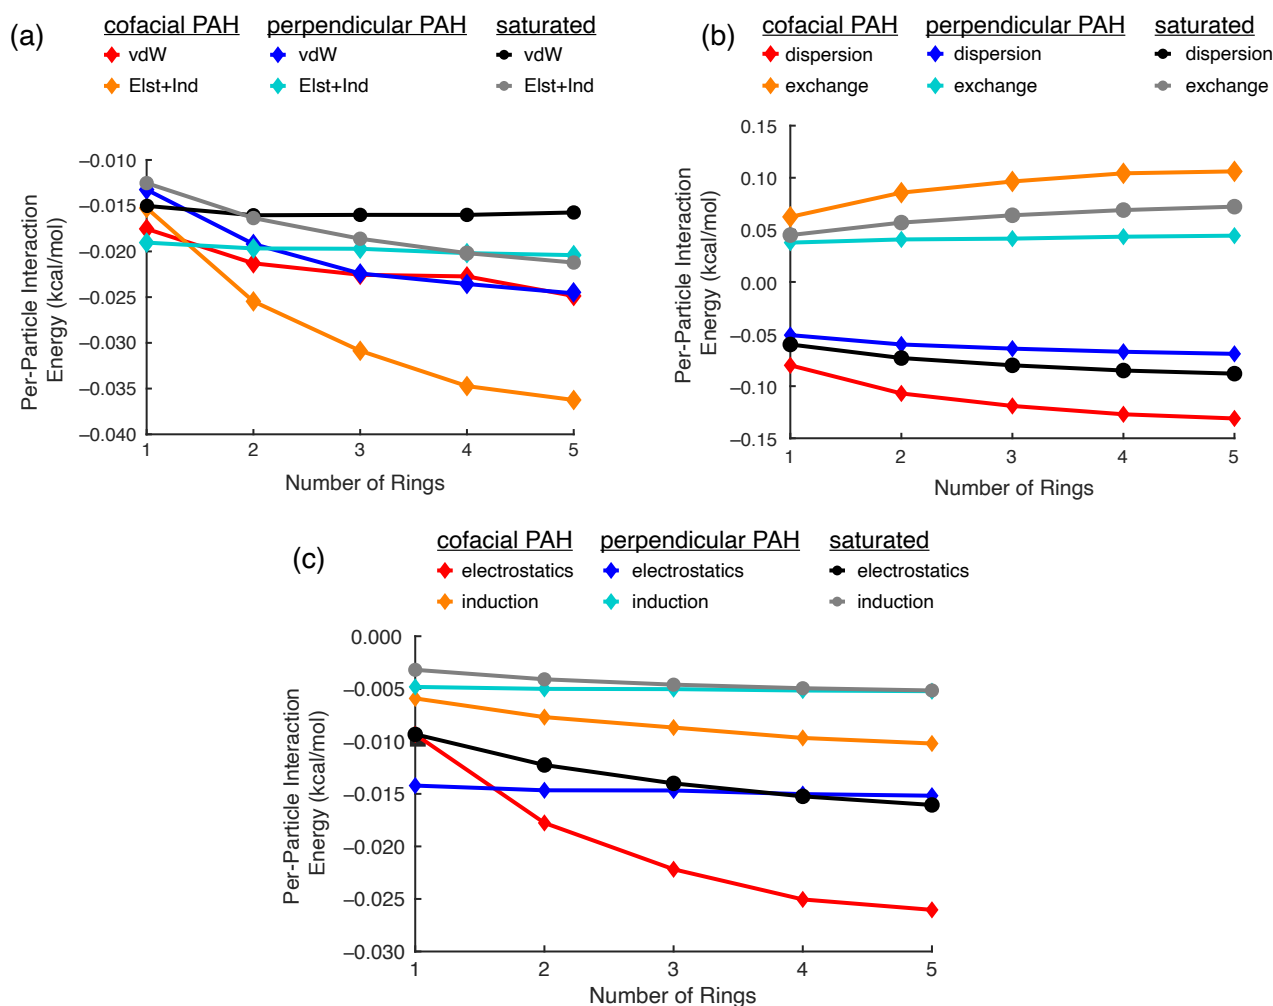 (a)
cofacial PAH perpendicular PAH saturated
vdW vdW vdW
Elst+Ind Elst+Ind Elst+Ind
Per-Particle Interaction
Energy (kcal/mol)
–0.010
–0.015
–0.020
–0.025
–0.030
–0.035
–0.040
1 2 3 4 5
Number of Rings
(b)
cofacial PAH perpendicular PAH saturated
dispersion dispersion dispersion
exchange exchange exchange
Per-Particle Interaction
Energy (kcal/mol)
0.15
0.10
0.05
0.00
–0.05
–0.10
–0.15
1 2 3 4 5
Number of Rings
(c)
cofacial PAH perpendicular PAH saturated
electrostatics electrostatics electrostatics
induction induction induction
Per-Particle Interaction
Energy (kcal/mol)
0.000
–0.005
–0.010
–0.015
–0.020
–0.025
–0.030
1 2 3 4 5
Number of Rings